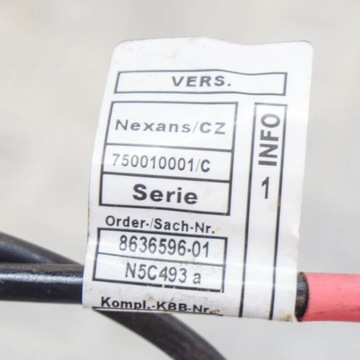 VERS.
Nexans/CZ
750010001/C
Serie
Order-/Sach-Nr.
8636596-01
N5C493 a
Kompl.-KBB-Nr.
INFO
1